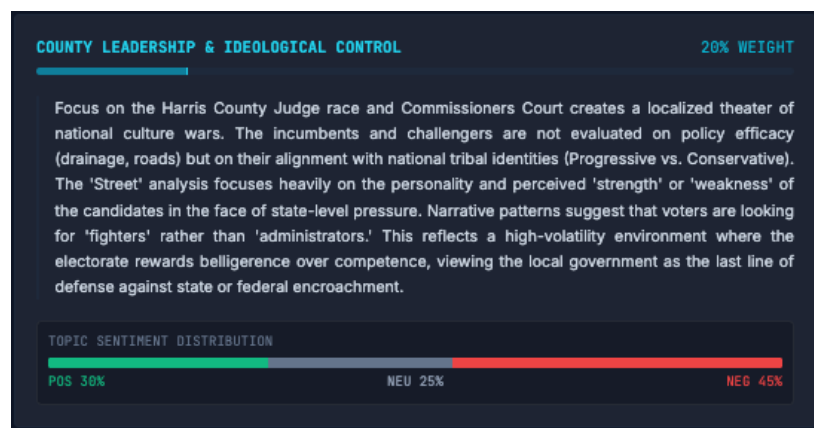 COUNTY LEADERSHIP & IDEOLOGICAL CONTROL
20% WEIGHT
Focus on the Harris County Judge race and Commissioners Court creates a localized theater of
national culture wars. The incumbents and challengers are not evaluated on policy efficacy
(drainage, roads) but on their alignment with national tribal identities (Progressive vs. Conservative).
The 'Street' analysis focuses heavily on the personality and perceived 'strength' or 'weakness' of
the candidates in the face of state-level pressure. Narrative patterns suggest that voters are looking
for 'fighters' rather than 'administrators.' This reflects a high-volatility environment where the
electorate rewards belligerence over competence, viewing the local government as the last line of
defense against state or federal encroachment.
TOPIC SENTIMENT DISTRIBUTION
POS 30%
NEU 25%
NEG 45%